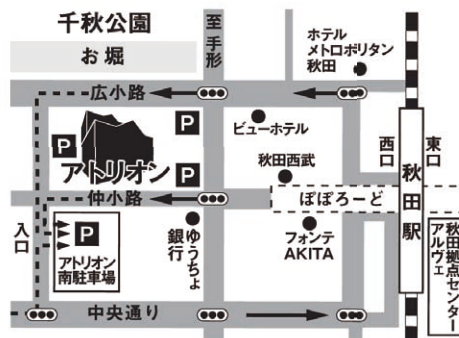 千秋公園
お堀
至手形
ホテル
メトロポリタン
秋田
広小路
P
P
アトリオン
ビューホテル
秋田西武
P
西口
東口
秋田駅
仲小路
ぽぽろーど
入口
P
アトリオン
南駐車場
ゆうちょ
銀行
フォンテ
AKITA
秋田拠点センター
アルヴェ
中央通り